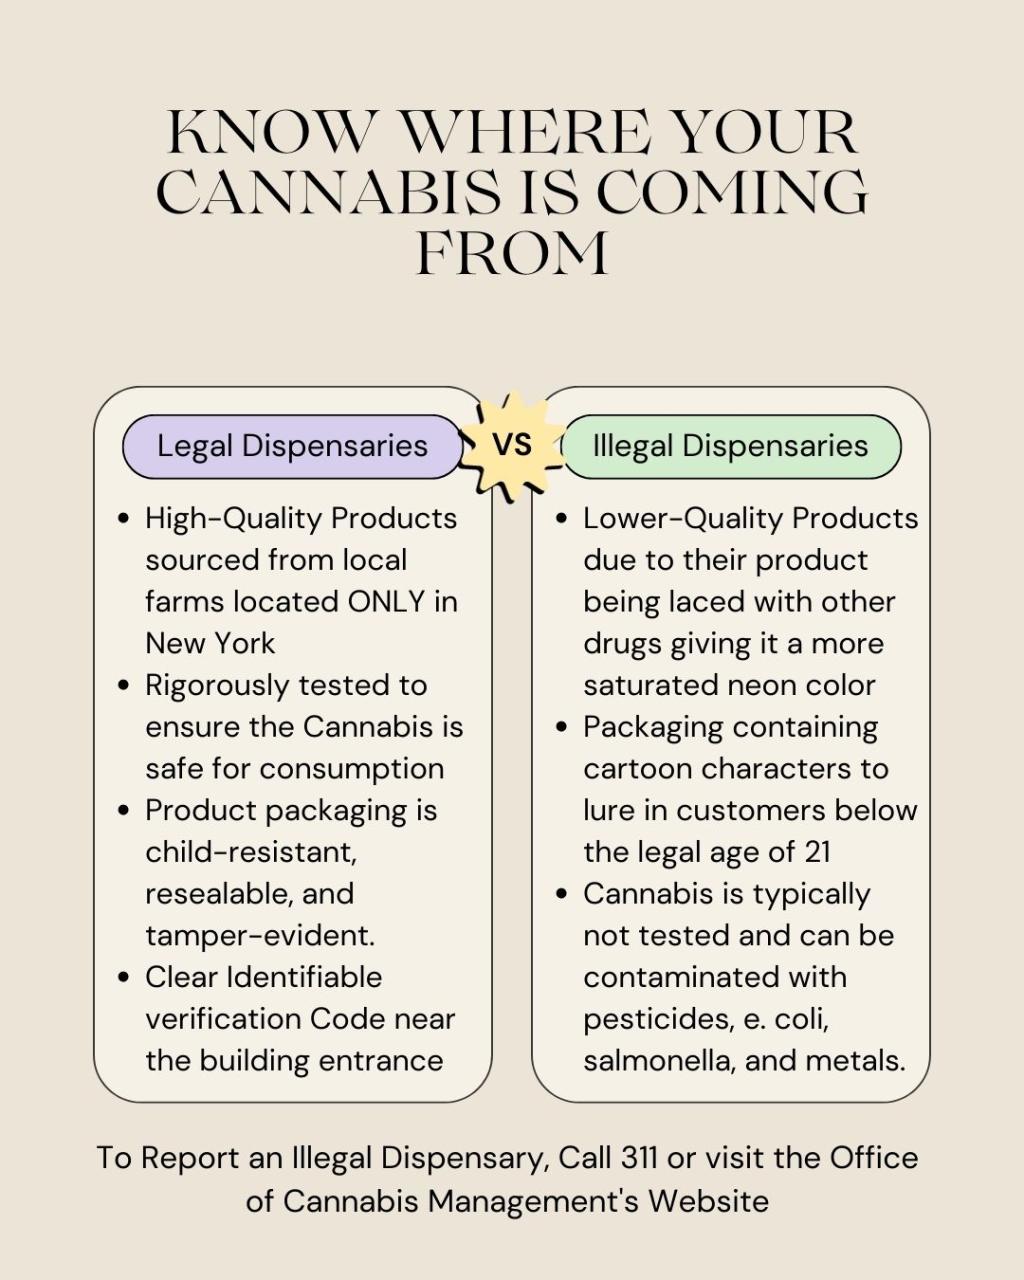 KNOW WHERE YOUR
CANNABIS IS COMING
FROM
Legal Dispensaries
VS
Illegal Dispensaries
• High-Quality Products
sourced from local
farms located ONLY in
New York
• Rigorously tested to
ensure the Cannabis is
safe for consumption
• Product packaging is
child-resistant,
resealable, and
tamper-evident.
• Clear Identifiable
verification Code near
the building entrance
• Lower-Quality Products
due to their product
being laced with other
drugs giving it a more
saturated neon color
• Packaging containing
cartoon characters to
lure in customers below
the legal age of 21
• Cannabis is typically
not tested and can be
contaminated with
pesticides, e. coli,
salmonella, and metals.
To Report an Illegal Dispensary, Call 311 or visit the Office
of Cannabis Management's Website